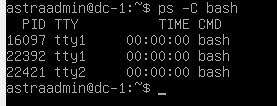 astraadmin@dc-1:~$ ps -C bash
  PID TTY          TIME CMD
16097 tty1     00:00:00 bash
22392 tty1     00:00:00 bash
22421 tty2     00:00:00 bash
astraadmin@dc-1:~$ _